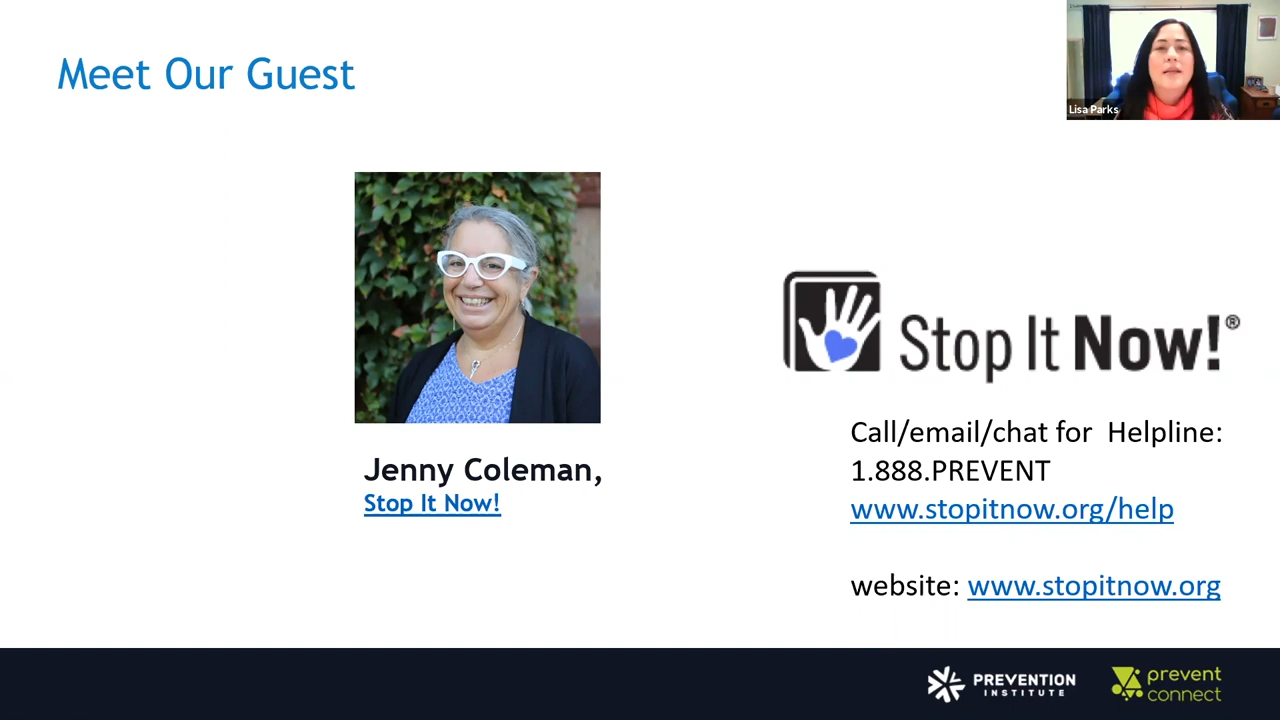 Meet Our Guest
Lisa Parks
Jenny Coleman,
Stop It Now!
Stop It Now!®
Call/email/chat for Helpline:
1.888.PREVENT
www.stopitnow.org/help
website: www.stopitnow.org
PREVENTION
INSTITUTE
prevent
connect